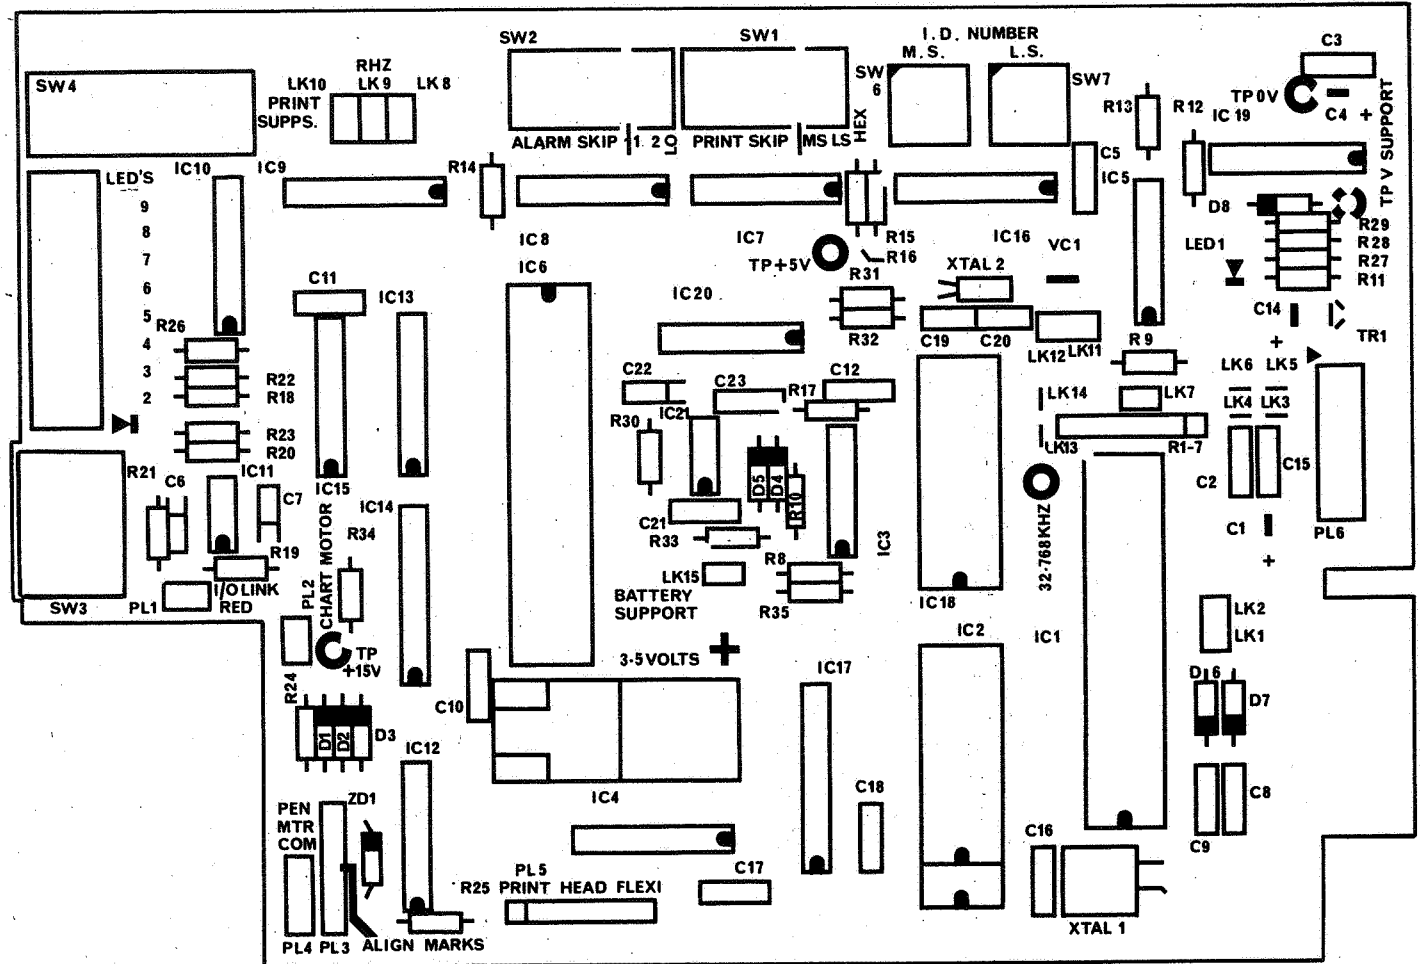 SW4
LK10
RHZ
LK9
LK8
PRINT
SUPPS.
SW2
ALARM SKIP 1 2 LO
SW1
PRINT SKIP MS LS
HEX
I.D. NUMBER
M.S.
L.S.
SW
6
SW7
R13
R12
TP0V
C3
C4 +
IC19
TP V SUPPORT
LED'S
9
8
7
6
5
4
3
2
IC10
IC9
R14
C5
IC5
D8
R29
R28
R27
R11
LED1
C14
+
TR1
IC8
IC7
R15
R16
TP+5V
IC16
VC1
XTAL2
IC6
C11
IC13
IC20
R31
R32
C19
C20
LK12
LK11
R9
R26
R22
R18
R23
R20
C22
C23
R17
C12
IC21
R30
LK14
LK13
LK7
R1-7
LK6
LK5
LK4
LK3
C2
C15
C1
+
PL6
R21
C6
IC11
C7
IC15
IC14
R34
R19
I/O LINK
RED
PL1
SW3
PL2
CHART MOTOR
TP
+15V
D5
D4
R10
C21
R33
IC3
R8
R35
LK15
BATTERY
SUPPORT
3-5VOLTS +
32-768KHZ
IC18
IC2
IC1
LK2
LK1
D6
D7
R24
D1
D2
D3
C10
IC12
IC17
IC4
C18
C17
C16
XTAL 1
C9
C8
PEN
MTR
COM
ZD1
PL4
PL3
ALIGN MARKS
R25
PL5
PRINT HEAD FLEXI